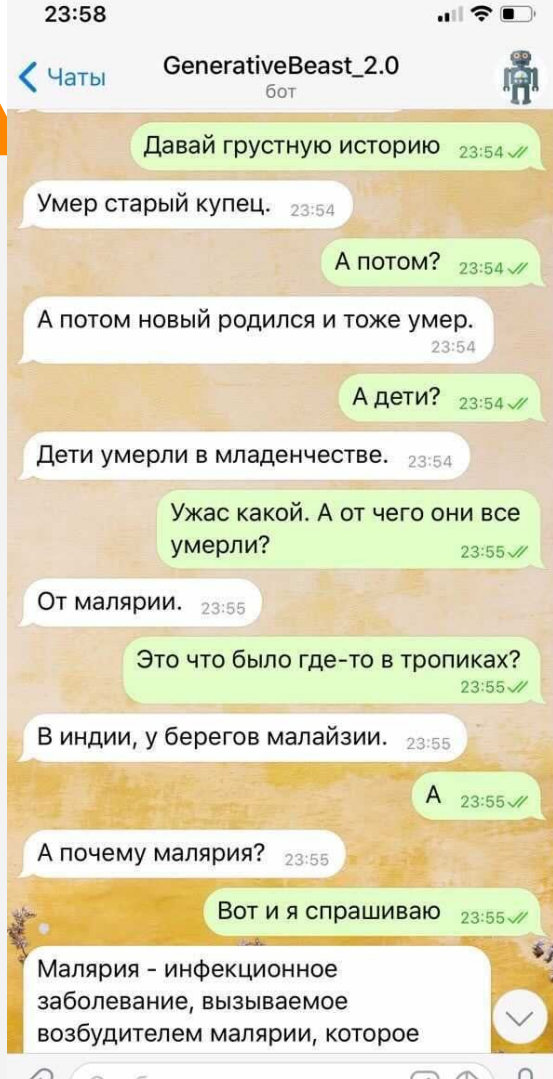 23:58
Чаты
GenerativeBeast_2.0
бот
Давай грустную историю 23:54
Умер старый купец. 23:54
А потом? 23:54
А потом новый родился и тоже умер.
23:54
А дети? 23:54
Дети умерли в младенчестве. 23:54
Ужас какой. А от чего они все
умерли? 23:55
От малярии. 23:55
Это что было где-то в тропиках?
23:55
В индии, у берегов малайзии. 23:55
А 23:55
А почему малярия? 23:55
Вот и я спрашиваю 23:55
Малярия - инфекционное
заболевание, вызываемое
возбудителем малярии, которое